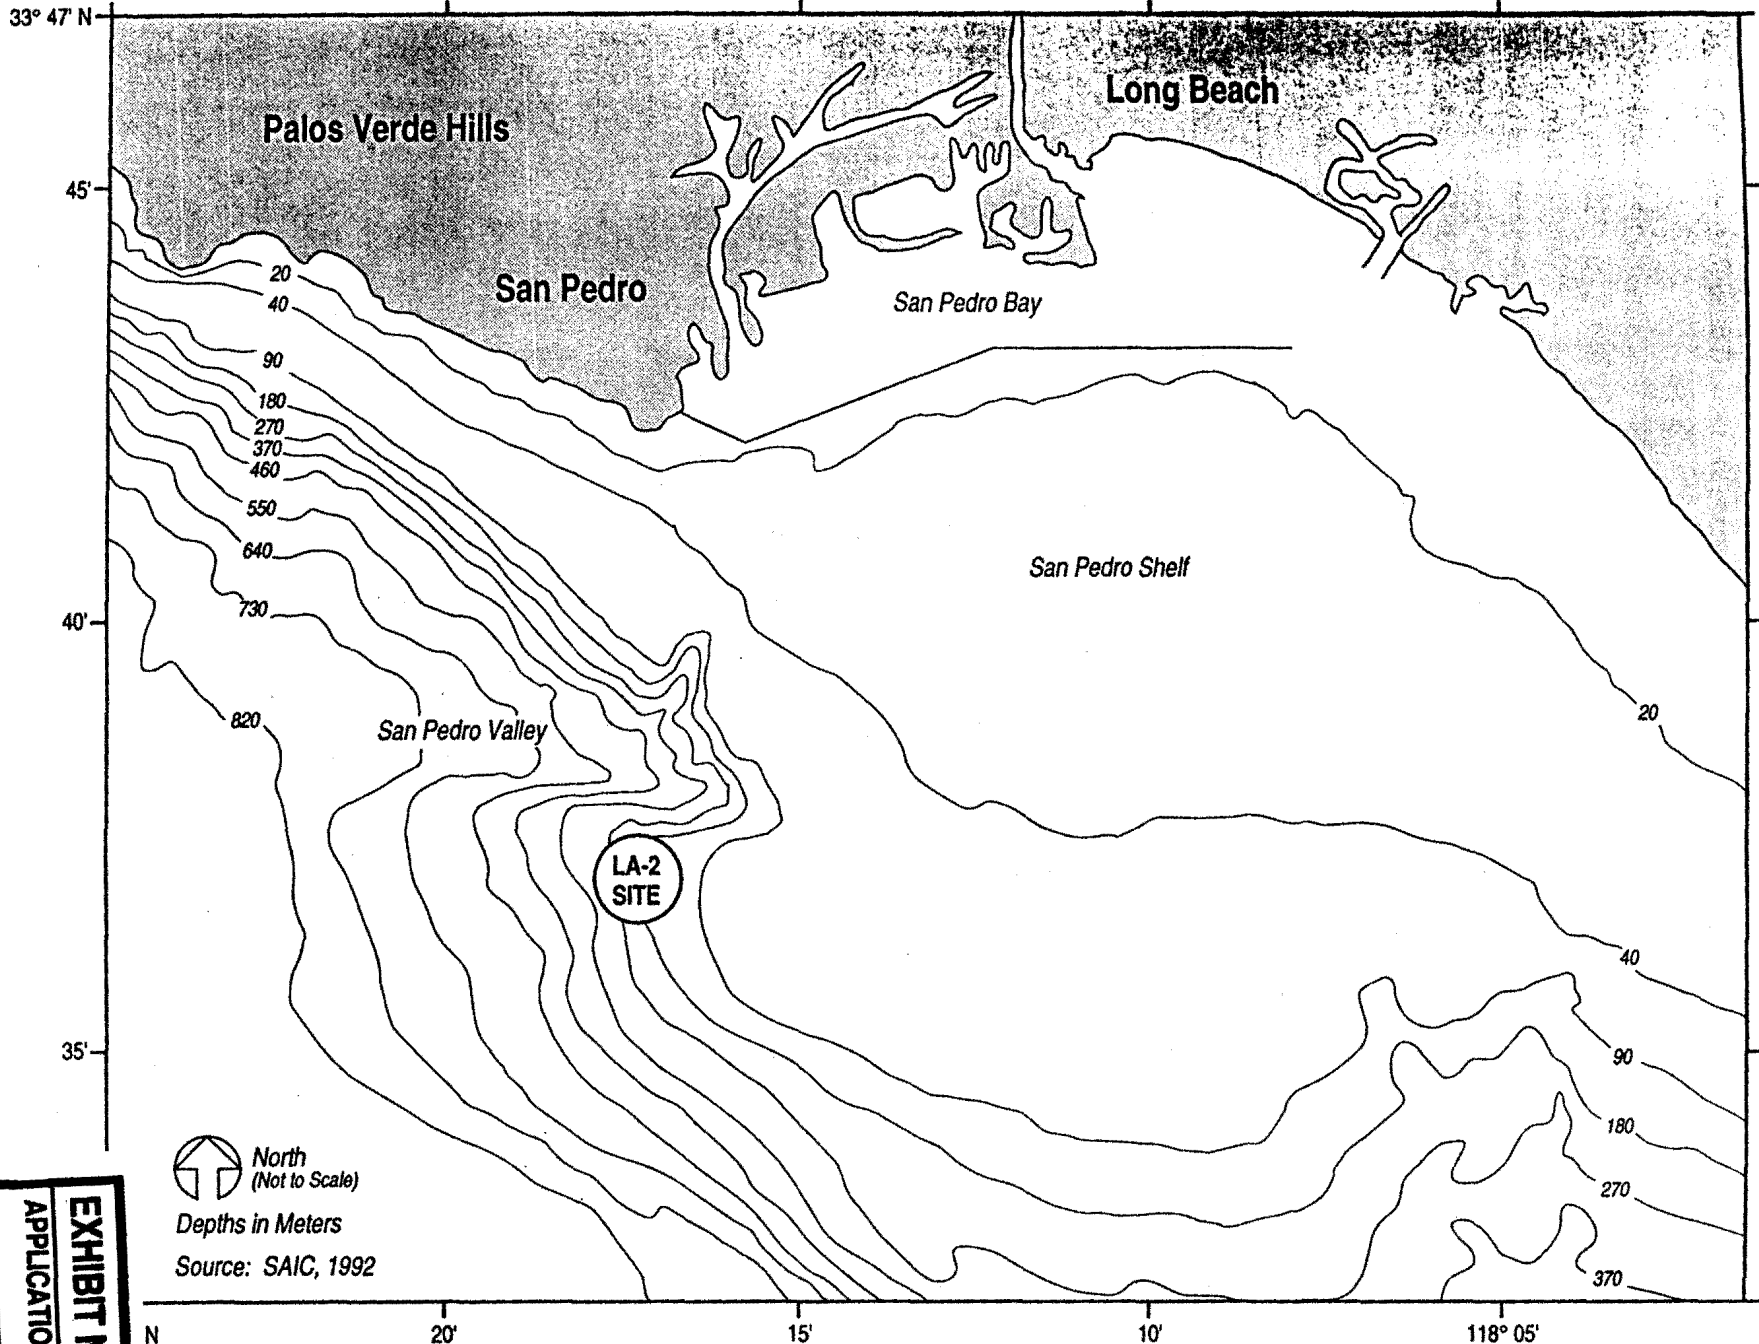 33° 47' N
Long Beach
Palos Verde Hills
45'
20
San Pedro
40
San Pedro Bay
90
180
270
370
460
550
640
San Pedro Shelf
730
40'
820
San Pedro Valley
20
LA-2
SITE
40
35'
90
180
North
(Not to Scale)
270
Depths in Meters
Source: SAIC, 1992
370
EXHIBIT
APPLICATIO
N
20'
15'
10'
118° 05'